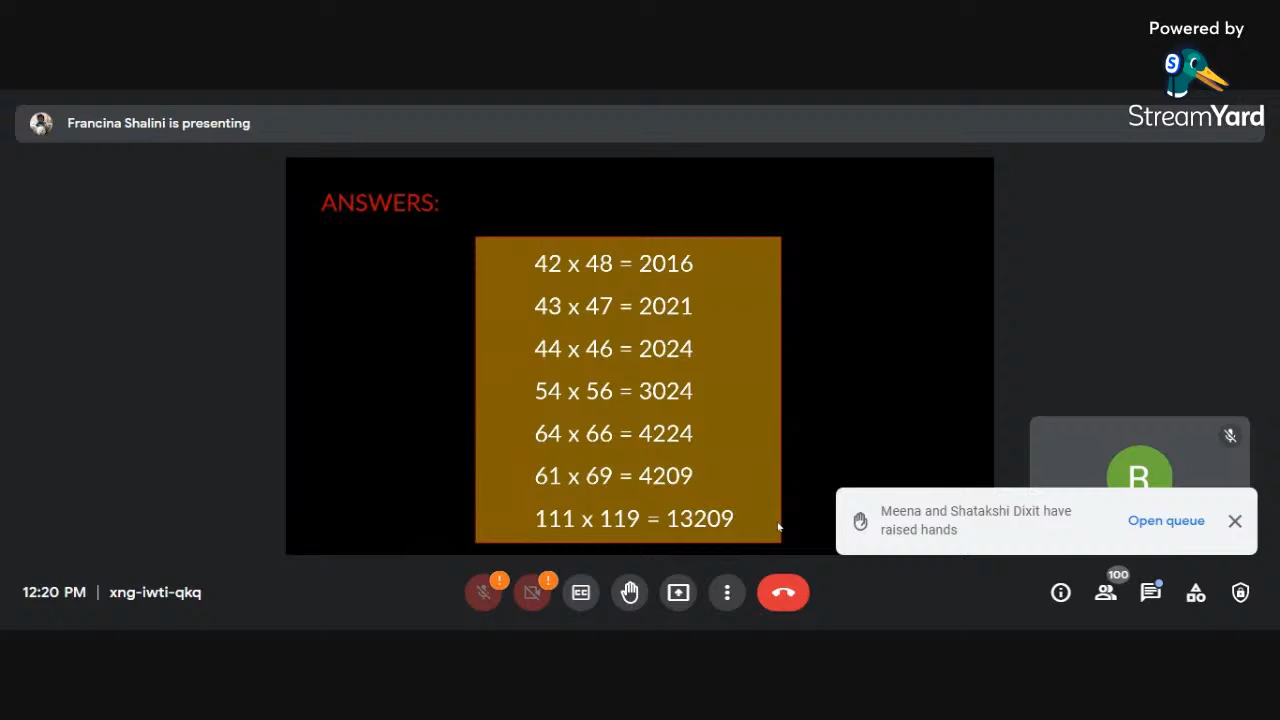 Powered by
S
StreamYard
Francina Shalini is presenting
ANSWERS:
42 x 48 = 2016
43 x 47 = 2021
44 x 46 = 2024
54 x 56 = 3024
64 x 66 = 4224
61 x 69 = 4209
111 x 119 = 13209
R
Meena and Shatakshi Dixit have
raised hands
Open queue
12:20 PM | xng-iwti-qkq
! !
CC
100